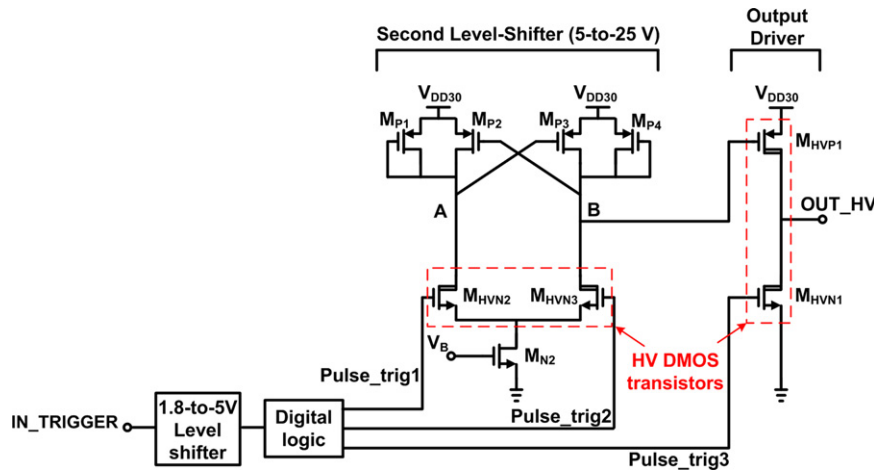 Output
Driver
Second Level-Shifter (5-to-25 V)
VDD30
VDD30
VDD30
MP1
MP2
MP3
MP4
MHVP1
A
B
OUT_HV
MHVN2
MHVN3
MHVN1
VB
MN2
HV DMOS
transistors
Pulse_trig1
Pulse_trig2
Pulse_trig3
IN_TRIGGER
1.8-to-5V
Level
shifter
Digital
logic